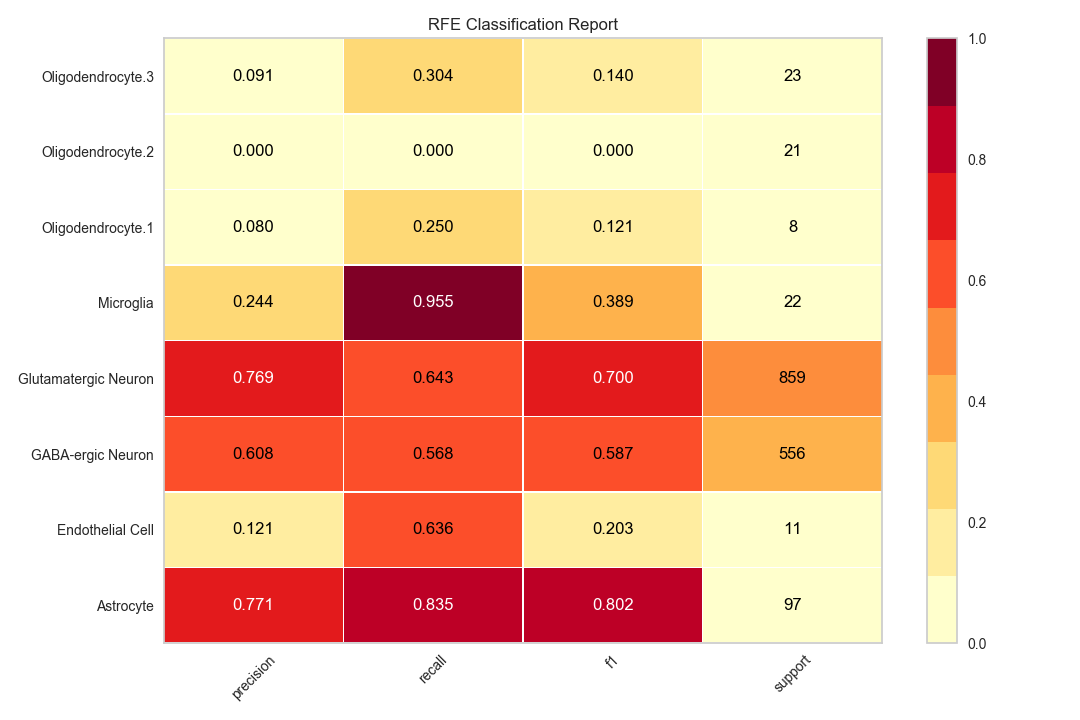 RFE Classification Report
Oligodendrocyte.3 0.091 0.304 0.140 23
Oligodendrocyte.2 0.000 0.000 0.000 21
Oligodendrocyte.1 0.080 0.250 0.121 8
Microglia 0.244 0.955 0.389 22
Glutamatergic Neuron 0.769 0.643 0.700 859
GABA-ergic Neuron 0.608 0.568 0.587 556
Endothelial Cell 0.121 0.636 0.203 11
Astrocyte 0.771 0.835 0.802 97
precision recall f1 support
1.0
0.8
0.6
0.4
0.2
0.0